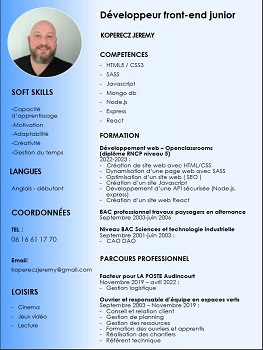 Développeur front-end junior
KOPERECZ JEREMY
COMPETENCES
- HTML5 / CSS3
- SASS
- Javascript
- Mongo db
- Node.js
- Express
- React
FORMATION
Développement web – Openclassrooms
(diplôme RNCP niveau 5)
2022-2023 :
- Création de site web avec HTML/CSS
- Dynamisation d'une page web avec SASS
- Optimisation d'un site web ( SEO )
- Création d'un site Javascript
- Développement d'une API sécurisée (Node.js,
express)
- Création d'un site web React
BAC professionnel travaux paysagers en alternance
Septembre 2003-juin 2006
Niveau BAC Sciences et technologie industrielle
Septembre 2001-juin 2003 :
- CAO DAO
PARCOURS PROFESSIONNEL
Facteur pour LA POSTE Audincourt
Novembre 2019 – avril 2022 :
- Gestion logistique
Ouvrier et responsable d'équipe en espaces verts
Septembre 2003 – Novembre 2019 :
- Conseil et relation client
- Gestion de planning
- Gestion des ressources
- Formation des ouvriers et apprentis
- Réalisation des chantiers
- Référent technique
SOFT SKILLS
-Capacité
d'apprentissage
-Motivation
-Adaptabilité
-Créativité
-Gestion du temps
LANGUES
Anglais - débutant
COORDONNÉES
TEL :
06 16 61 17 70
Email:
kopereczjeremy@gmail.com
LOISIRS
- Cinema
- Jeux vidéo
- Lecture